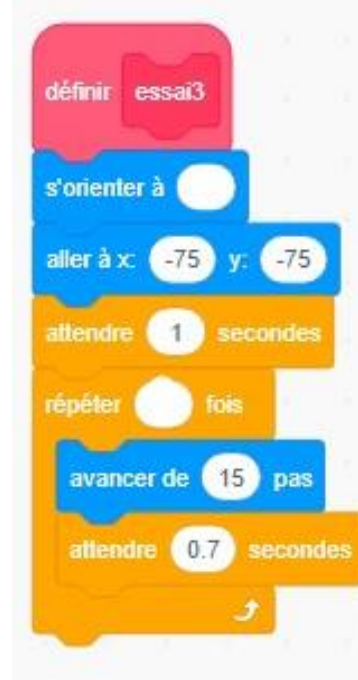 définir essai3
s'orienter à
aller à x: -75 y: -75
attendre 1 secondes
répéter fois
avancer de 15 pas
attendre 0.7 secondes